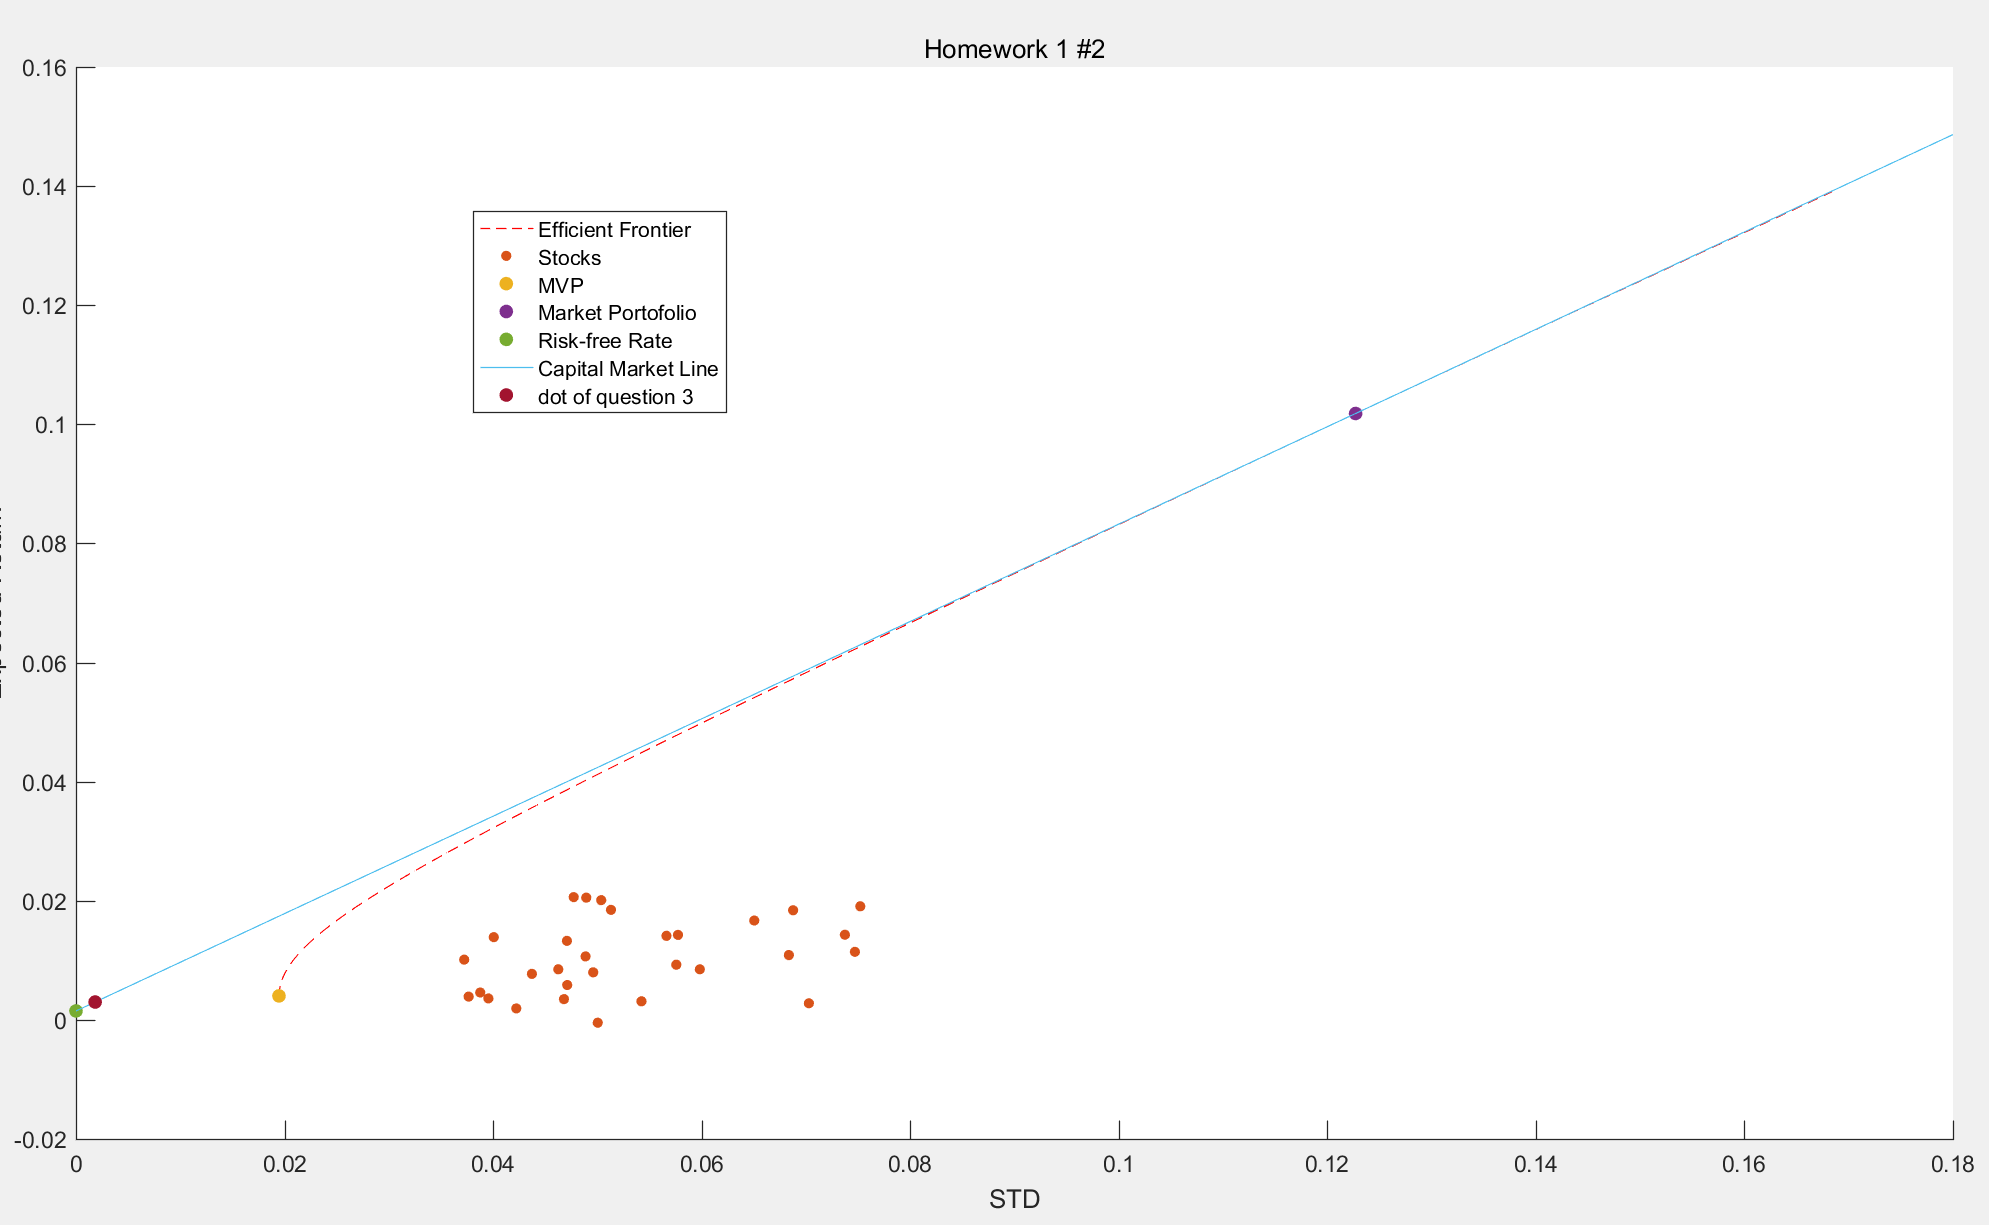 Homework 1 #2
0.16
0.14
0.12
0.1
0.08
0.06
0.04
0.02
0
-0.02
Efficient Frontier
Stocks
MVP
Market Portofolio
Risk-free Rate
Capital Market Line
dot of question 3
0 0.02 0.04 0.06 0.08 0.1 0.12 0.14 0.16 0.18
STD